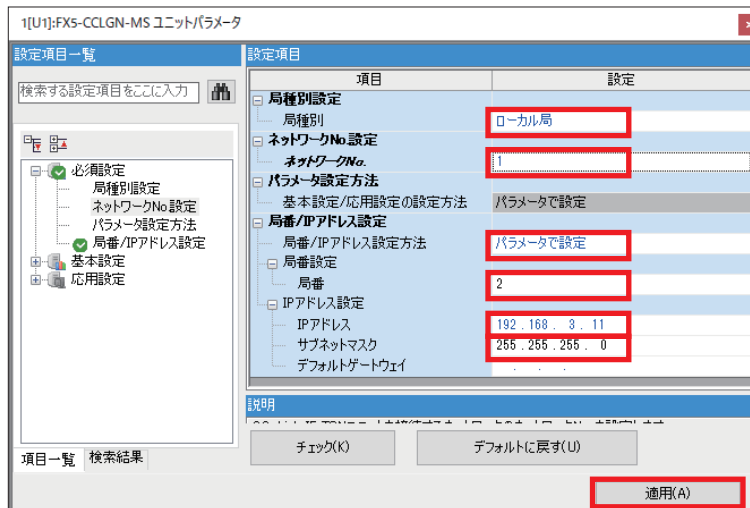 1[U1]:FX5-CCLGN-MS ユニットパラメータ
設定項目一覧
検索する設定項目をここに入力
必須設定
局種別設定
ネットワークNo設定
パラメータ設定方法
局番/IPアドレス設定
基本設定
応用設定
項目一覧 検索結果
設定項目
項目 設定
局種別設定
局種別 ローカル局
ネットワークNo.設定
ネットワークNo. 1
パラメータ設定方法
基本設定/応用設定の設定方法 パラメータで設定
局番/IPアドレス設定
局番/IPアドレス設定方法 パラメータで設定
局番設定
局番 2
IPアドレス設定
IPアドレス 192 . 168 . 3 . 11
サブネットマスク 255 . 255 . 255 . 0
デフォルトゲートウェイ . . .
説明
チェック(K) デフォルトに戻す(U)
適用(A)